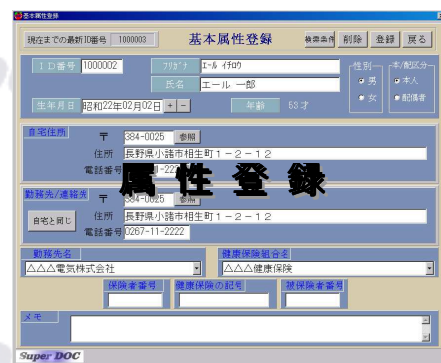 基本属性登録
現在までの最新ID番号 1000003 基本属性登録 検索条件 削除 登録 戻る
ID番号 1000002 フリガナ エール イチロウ 性別 本/配区分
氏名 エール 一郎 男 本人
生年月日 昭和22年02月02日 + - 年齢 53才 女 配偶者
自宅住所
〒 384-0025 参照
住所 長野県小諸市相生町1-2-12
電話番号
属性登録
勤務先/連絡先 〒 384-0025 参照
自宅と同じ 住所 長野県小諸市相生町1-2-12
電話番号 0267-11-2222
勤務先名 健康保険組合名
△△△電気株式会社 △△△健康保険
保険者番号 健康保険の記号 被保険者番号
メモ
Super DOC